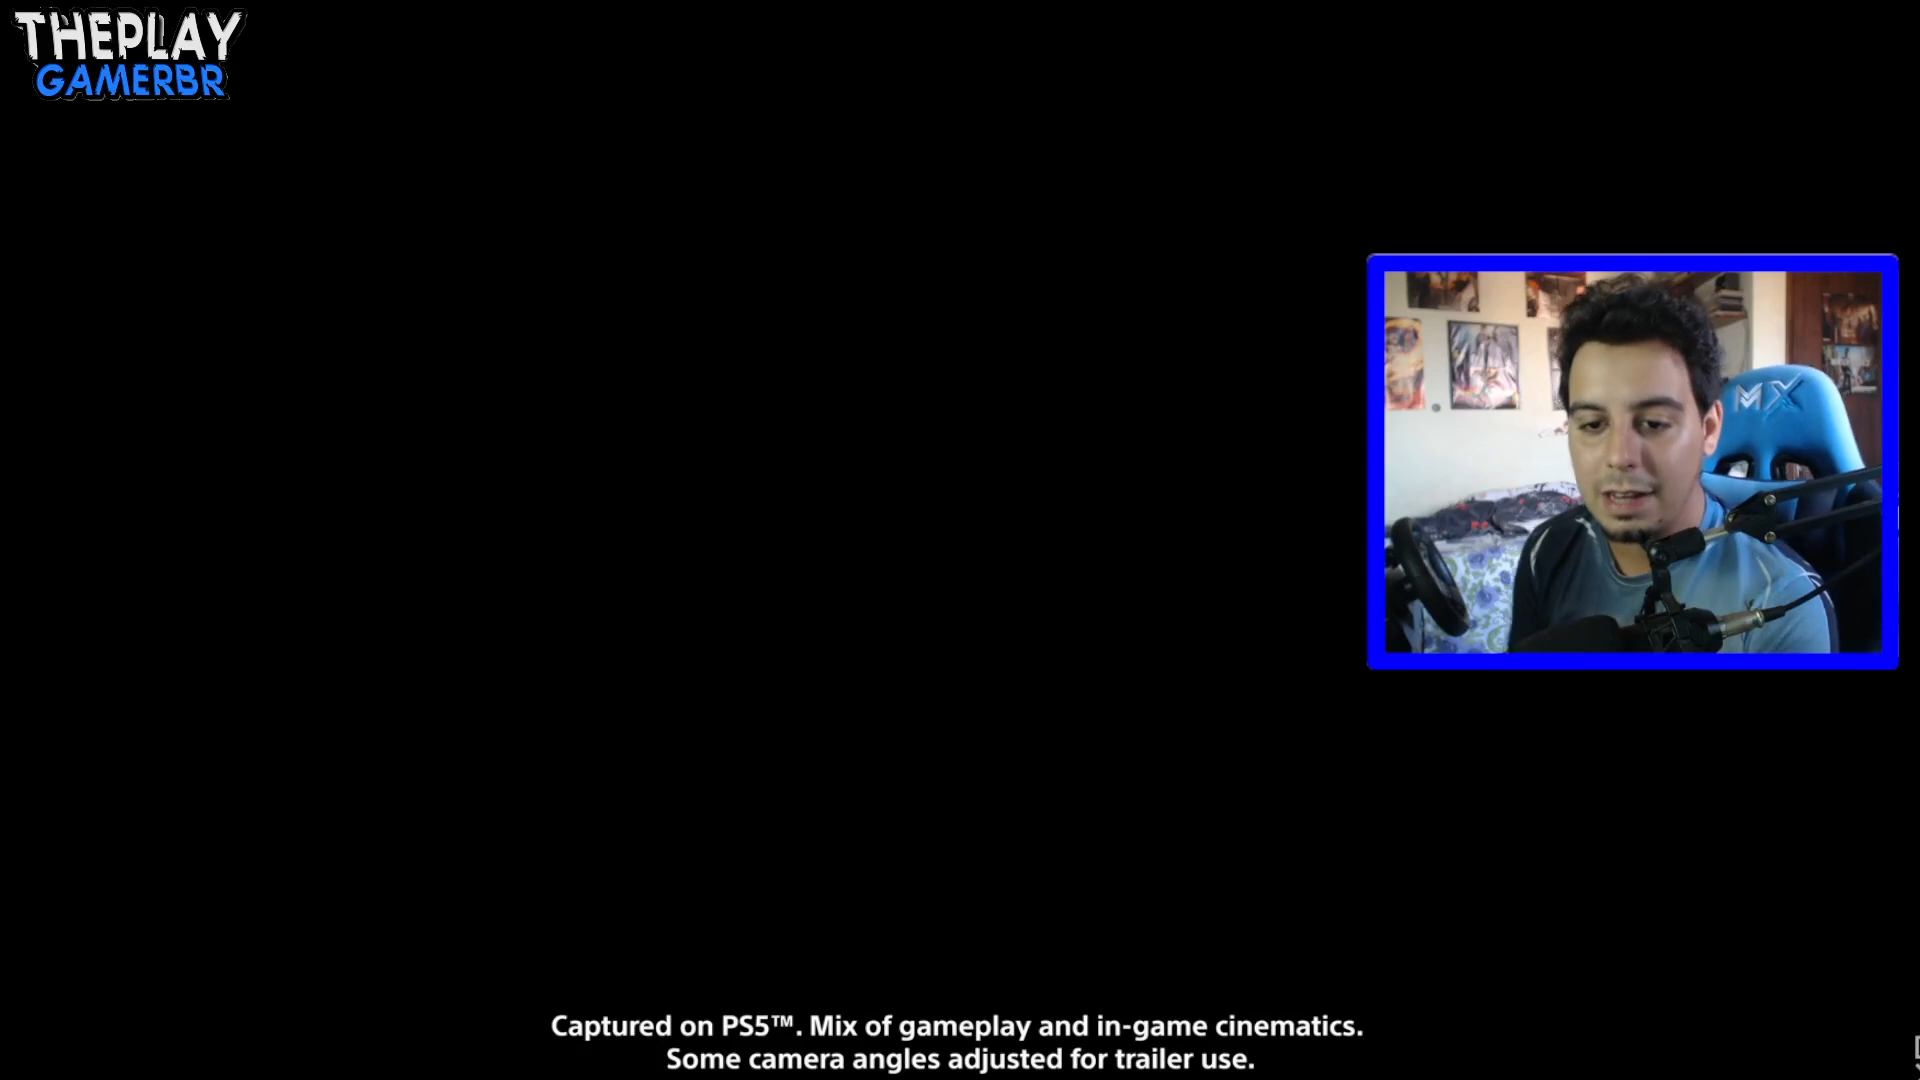 THEPLAY
GAMERBR
MX
Captured on PS5™. Mix of gameplay and in-game cinematics.
Some camera angles adjusted for trailer use.